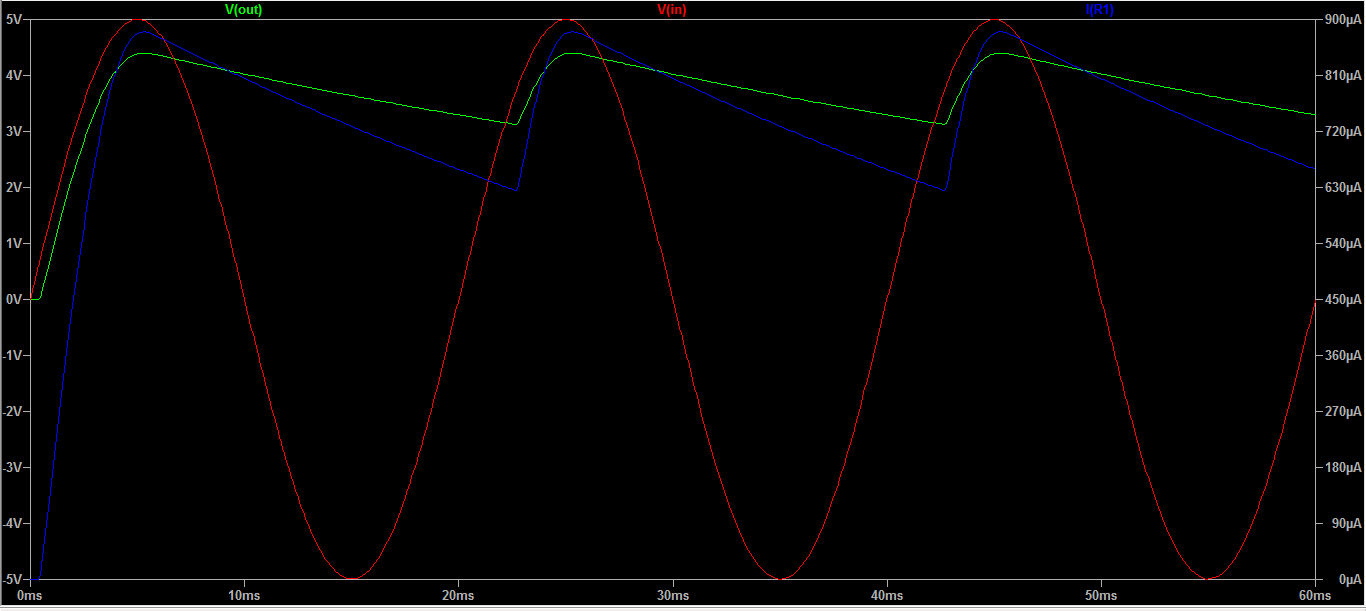 V(out) V(in) I(R1)
5V 900µA
4V 810µA
3V 720µA
2V 630µA
1V 540µA
0V 450µA
-1V 360µA
-2V 270µA
-3V 180µA
-4V 90µA
-5V 0µA
0ms 10ms 20ms 30ms 40ms 50ms 60ms